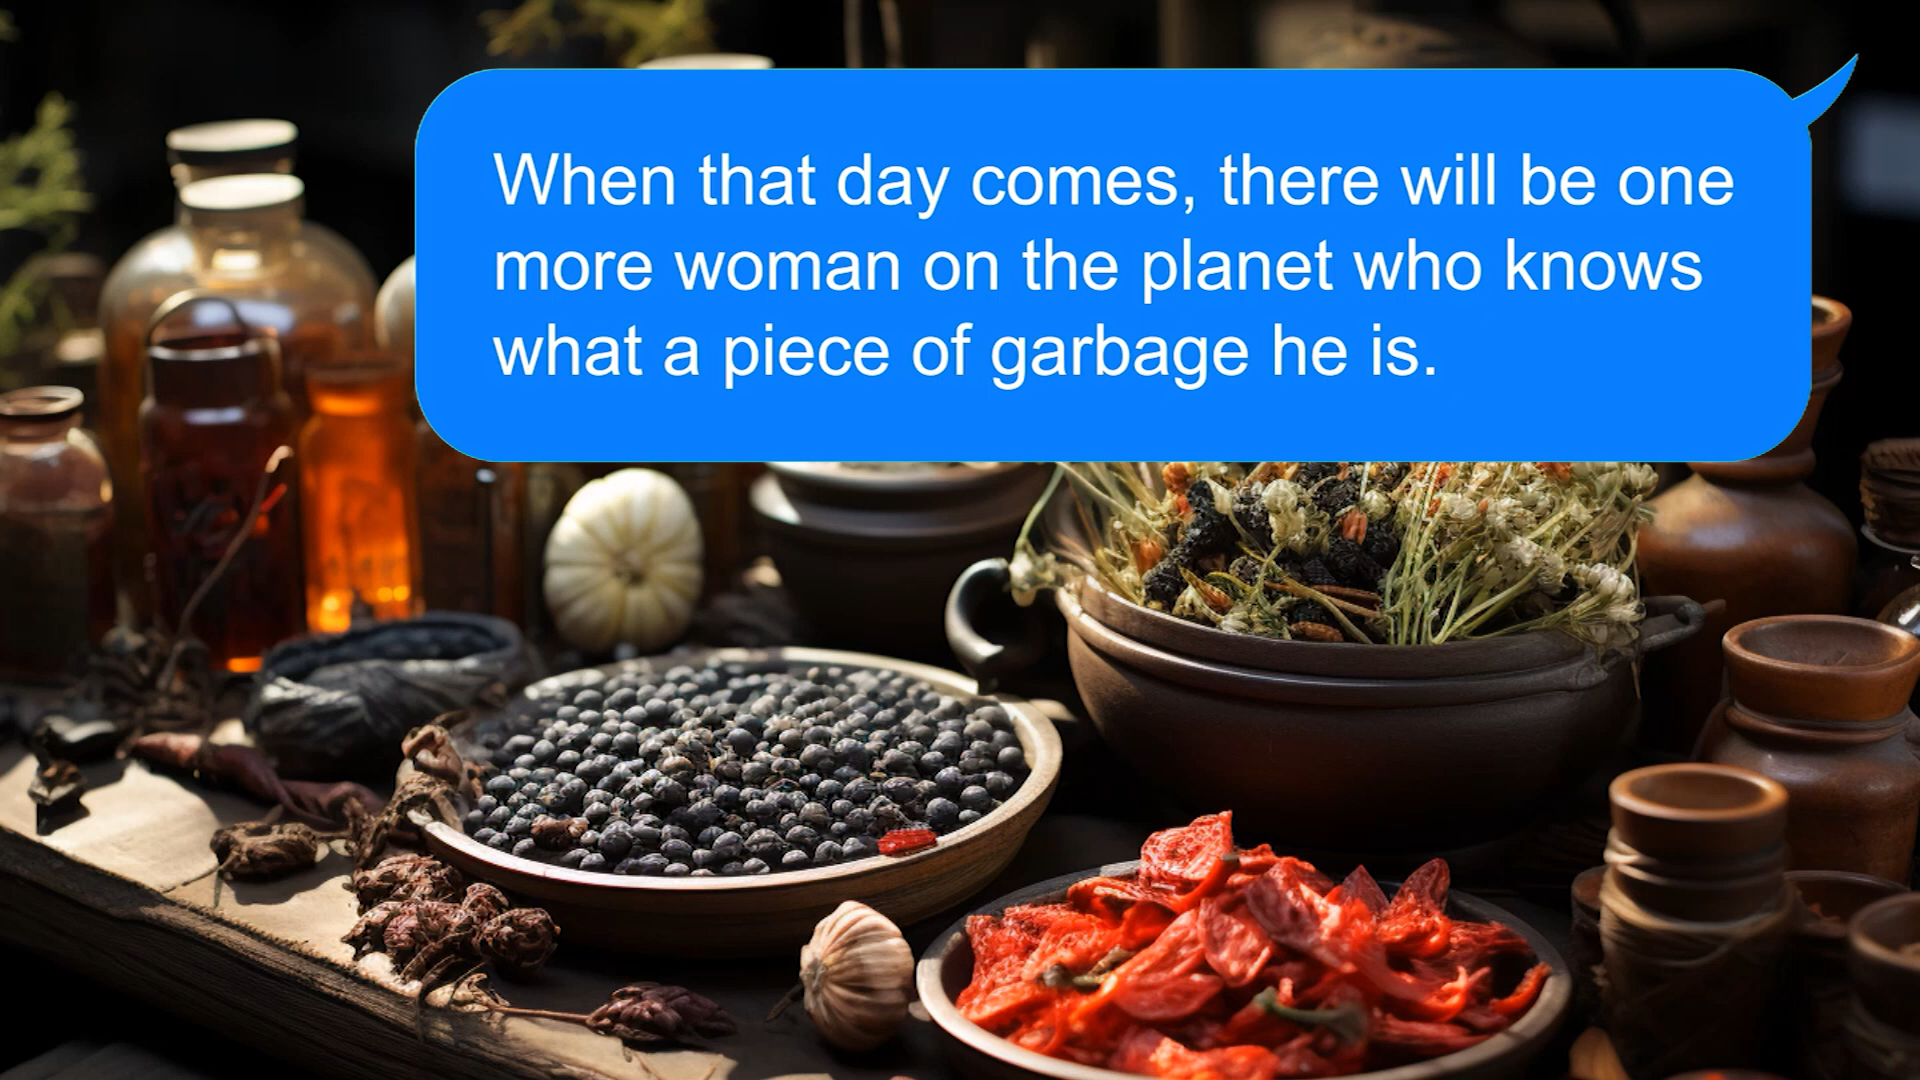 When that day comes, there will be one
more woman on the planet who knows
what a piece of garbage he is.